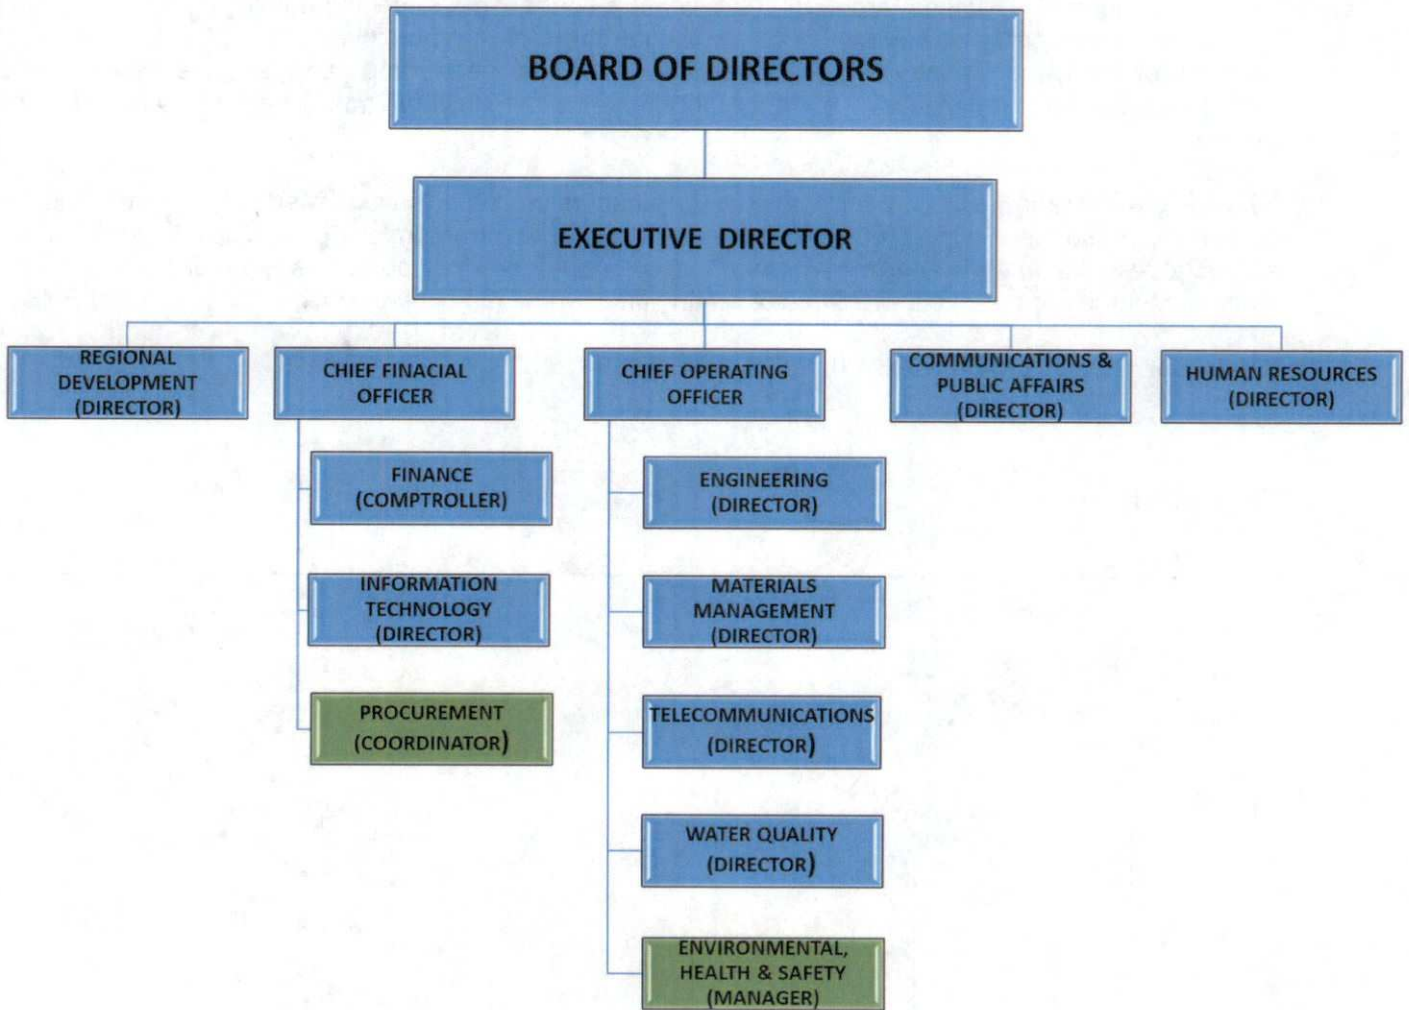 BOARD OF DIRECTORS
EXECUTIVE DIRECTOR
REGIONAL
DEVELOPMENT
(DIRECTOR)
CHIEF FINACIAL
OFFICER
CHIEF OPERATING
OFFICER
COMMUNICATIONS &
PUBLIC AFFAIRS
(DIRECTOR)
HUMAN RESOURCES
(DIRECTOR)
FINANCE
(COMPTROLLER)
INFORMATION
TECHNOLOGY
(DIRECTOR)
PROCUREMENT
(COORDINATOR)
ENGINEERING
(DIRECTOR)
MATERIALS
MANAGEMENT
(DIRECTOR)
TELECOMMUNICATIONS
(DIRECTOR)
WATER QUALITY
(DIRECTOR)
ENVIRONMENTAL,
HEALTH & SAFETY
(MANAGER)